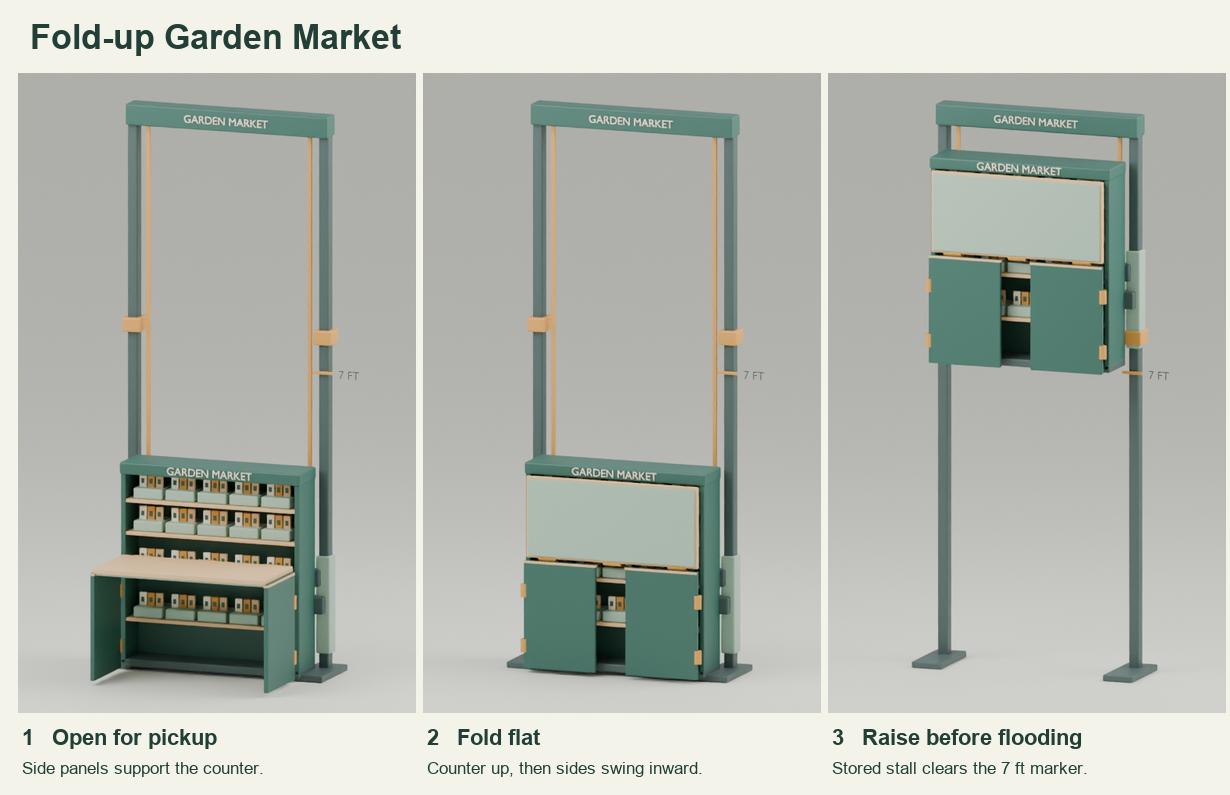 Fold-up Garden Market
GARDEN MARKET
7 FT
GARDEN MARKET
GARDEN MARKET
7 FT
GARDEN MARKET
GARDEN MARKET
GARDEN MARKET
7 FT
1 Open for pickup
Side panels support the counter.
2 Fold flat
Counter up, then sides swing inward.
3 Raise before flooding
Stored stall clears the 7 ft marker.